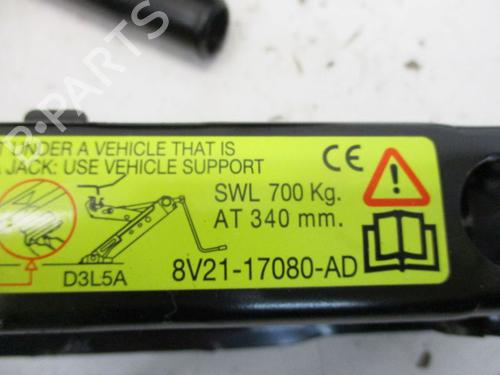 UNDER A VEHICLE THAT IS
JACK: USE VEHICLE SUPPORT
CE
SWL 700 Kg.
AT 340 mm.
D3L5A
8V21-17080-AD
B-PARTS